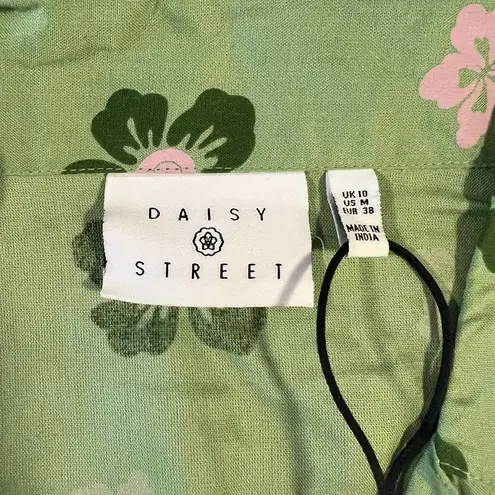 DAISY
STREET
UK 10
US M
EUR 38
MADE IN
INDIA